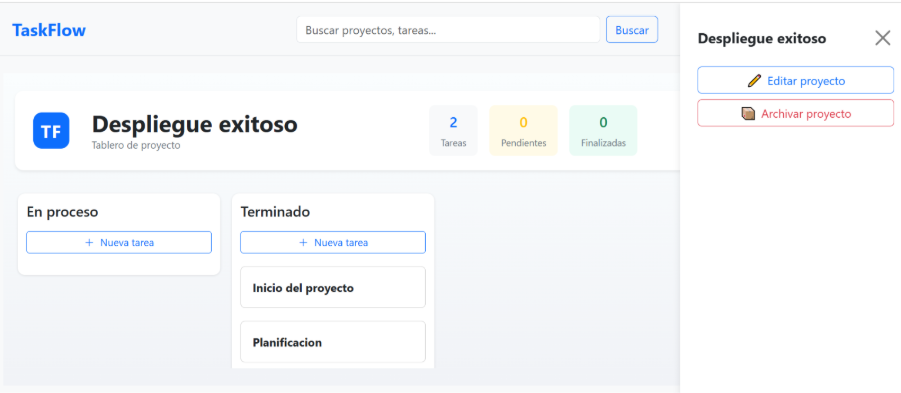 TaskFlow
Buscar proyectos, tareas...
Buscar
TF
Despliegue exitoso
Tablero de proyecto
2
Tareas
0
Pendientes
0
Finalizadas
En proceso
+ Nueva tarea
Terminado
+ Nueva tarea
Inicio del proyecto
Planificacion
Despliegue exitoso
Editar proyecto
Archivar proyecto